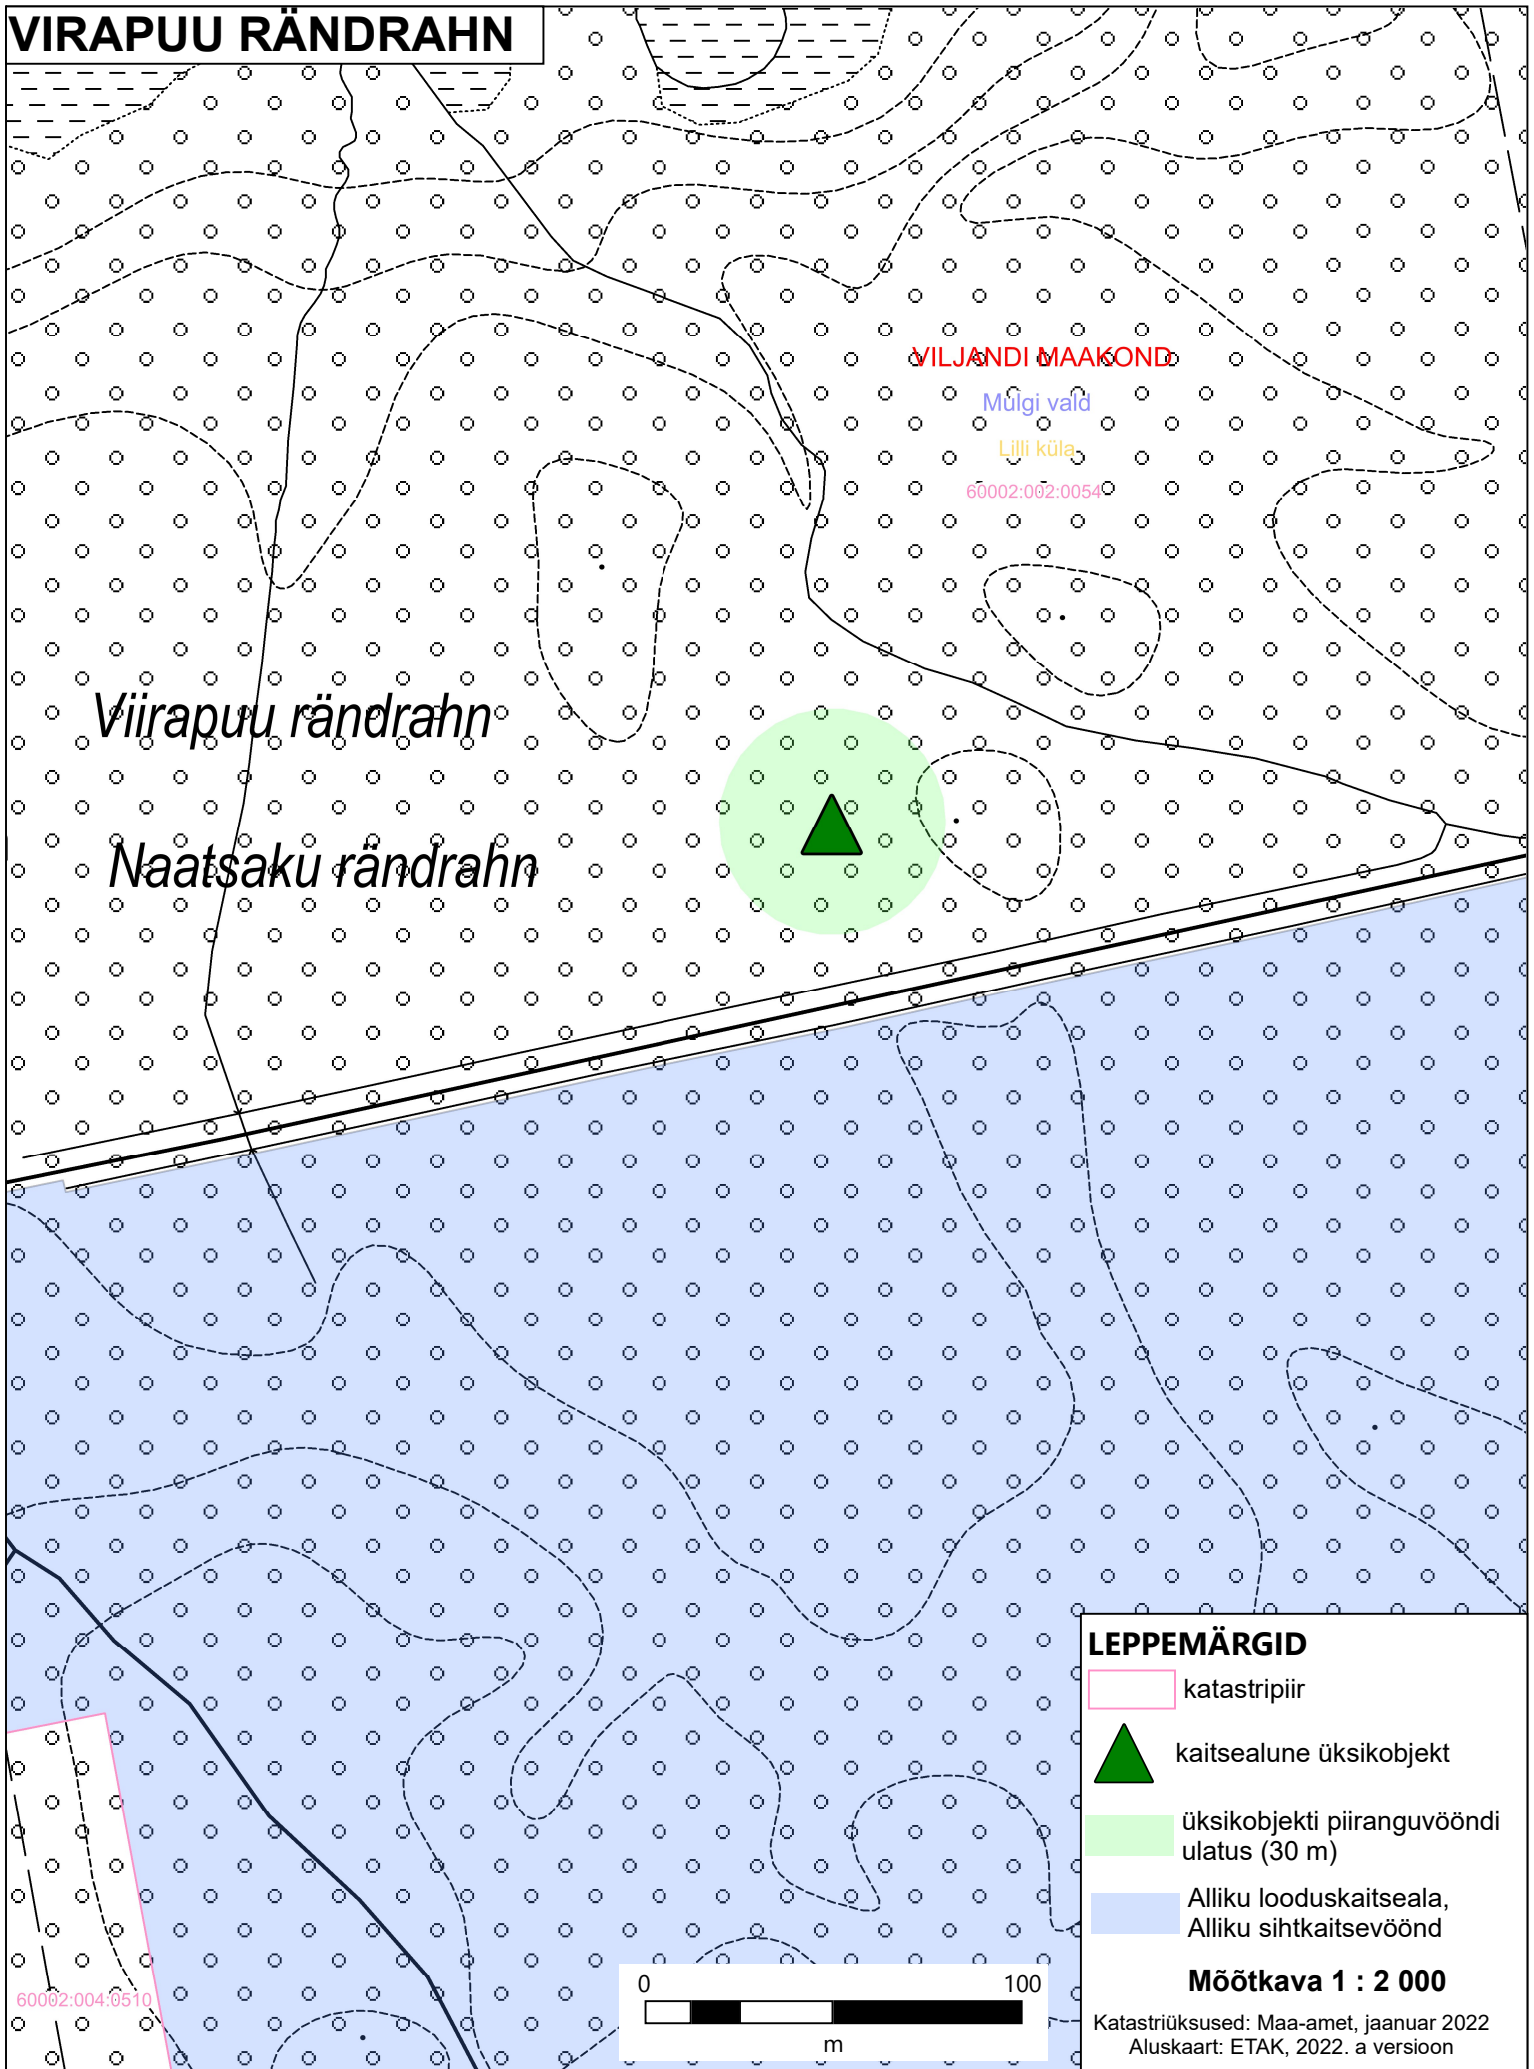 VIRAPUU RÄNDRAHN
VILJANDI MAAKOND
Mulgi vald
Lilli küla
60002:002:0054
Viirapuu rändrahn
Naatsaku rändrahn
LEPPEMÄRGID
katastripiir
kaitsealune üksikobjekt
üksikobjekti piiranguvööndi
ulatus (30 m)
Alliku looduskaitseala,
Alliku sihtkaitsevöönd
Mõõtkava 1 : 2 000
Katastriüksused: Maa-amet, jaanuar 2022
Aluskaart: ETAK, 2022. a versioon
0 100
m
60002:004:0510